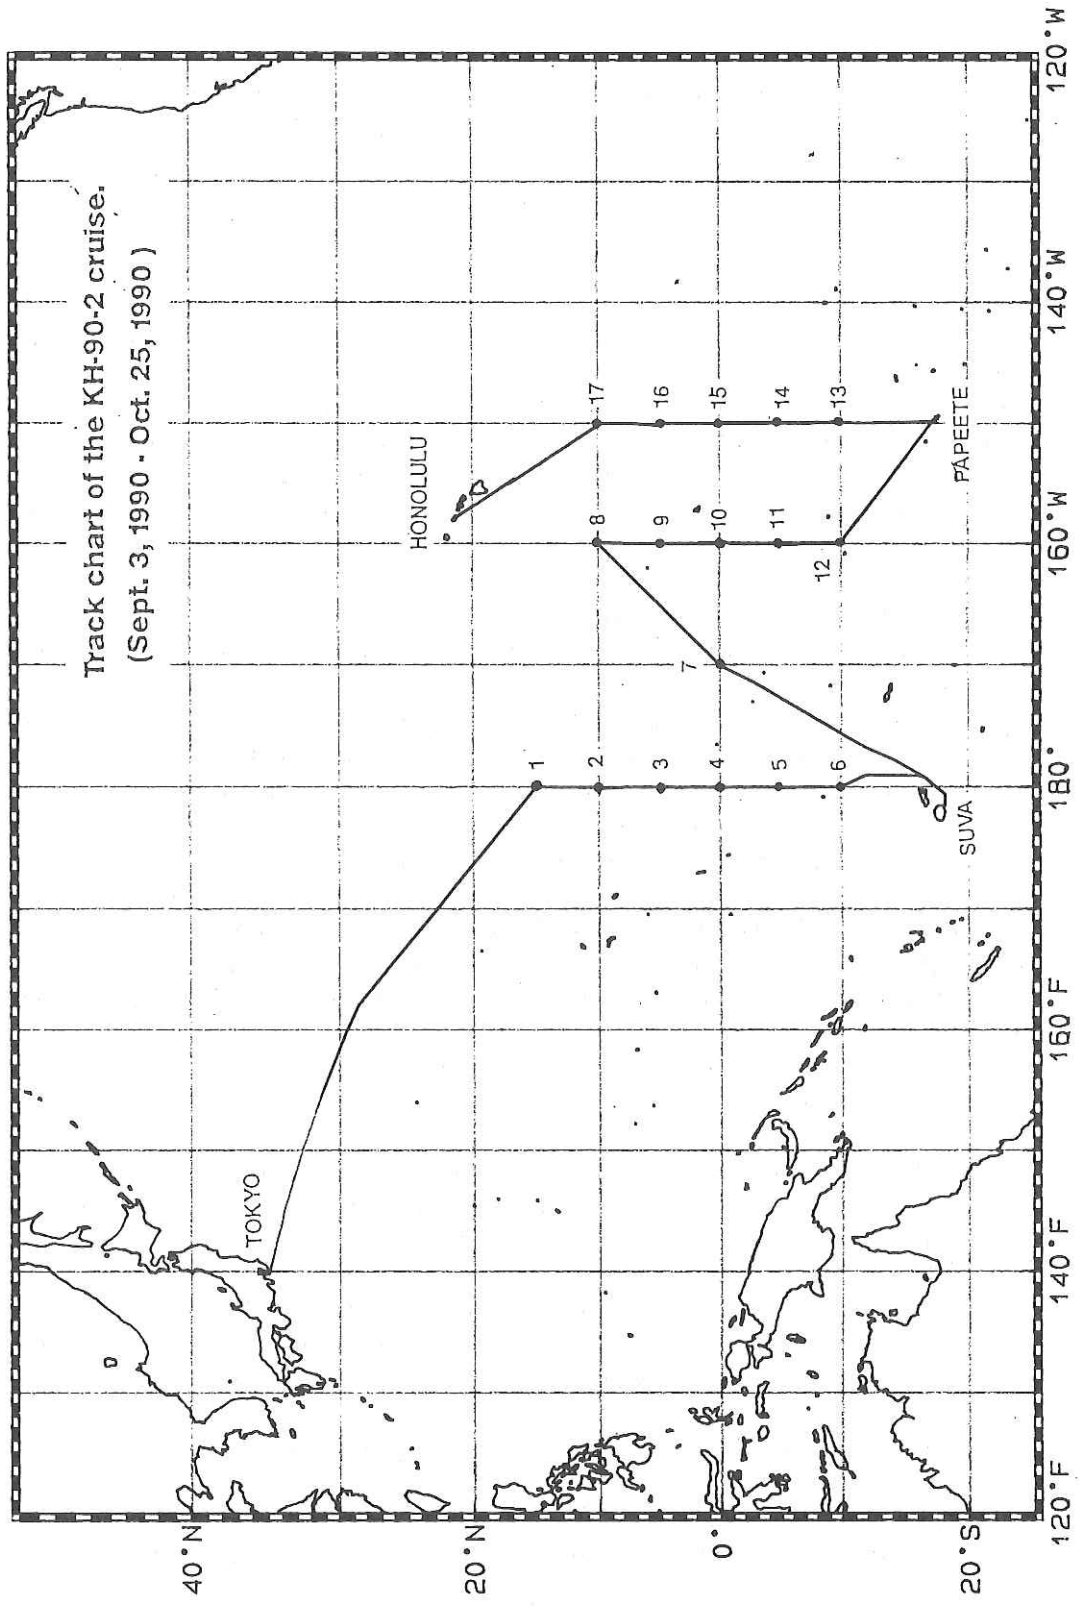 Track chart of the KH-90-2 cruise.
(Sept. 3, 1990 - Oct. 25, 1990)
40°N
20°N
0°
20°S
TOKYO
HONOLULU
1
2
3
4
5
6
7
8
9
10
11
12
13
14
15
16
17
SUVA
PAPEETE
120°E
140°E
160°E
180°
160°W
140°W
120°W